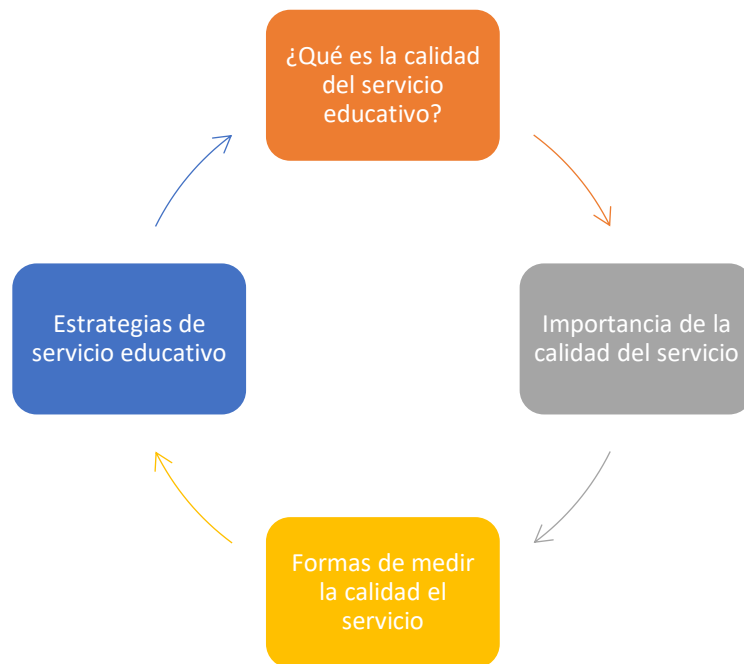 ¿Qué es la calidad
del servicio
educativo?
Importancia de la
calidad del servicio
Formas de medir
la calidad el
servicio
Estrategias de
servicio educativo